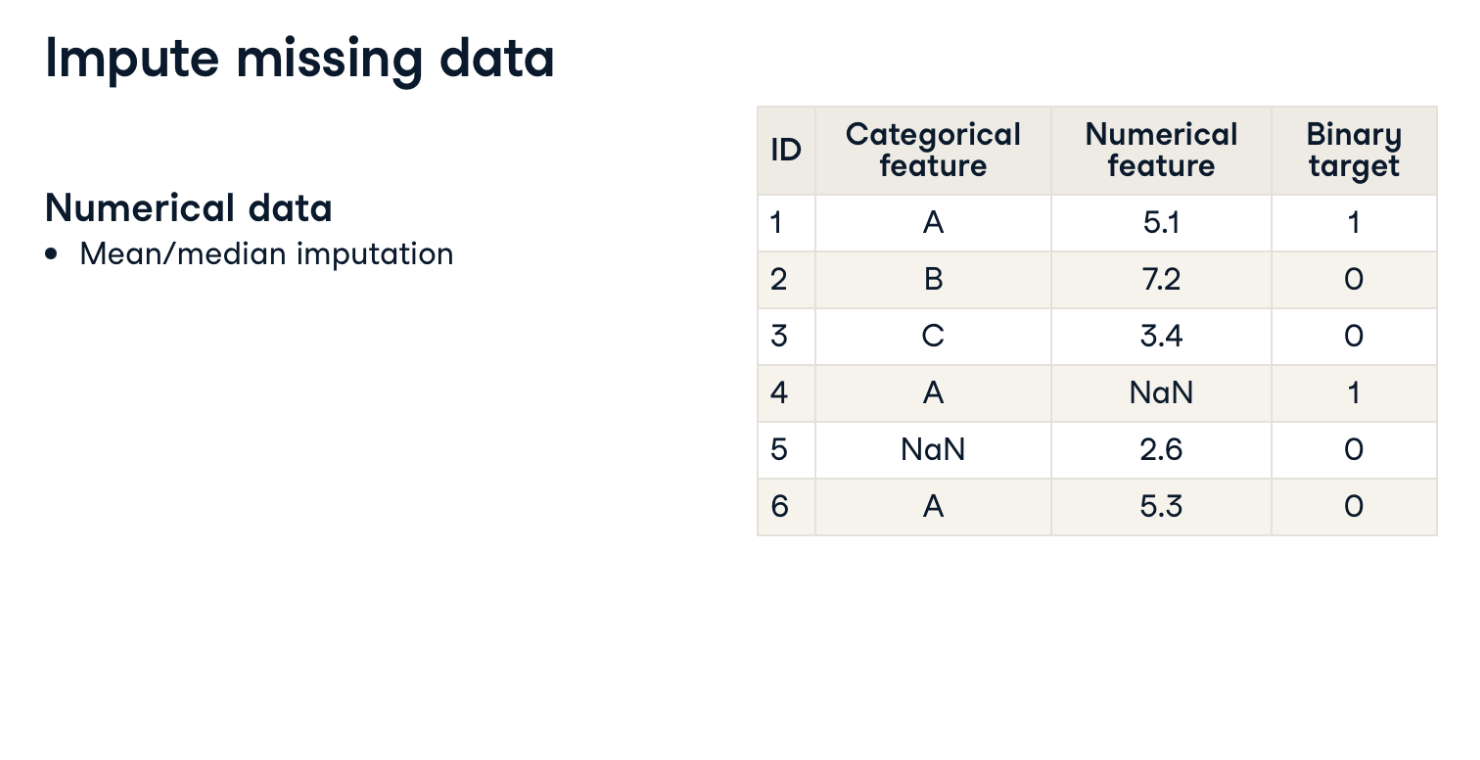 Impute missing data
Numerical data
• Mean/median imputation
ID Categorical feature Numerical feature Binary target
1 A 5.1 1
2 B 7.2 0
3 C 3.4 0
4 A NaN 1
5 NaN 2.6 0
6 A 5.3 0